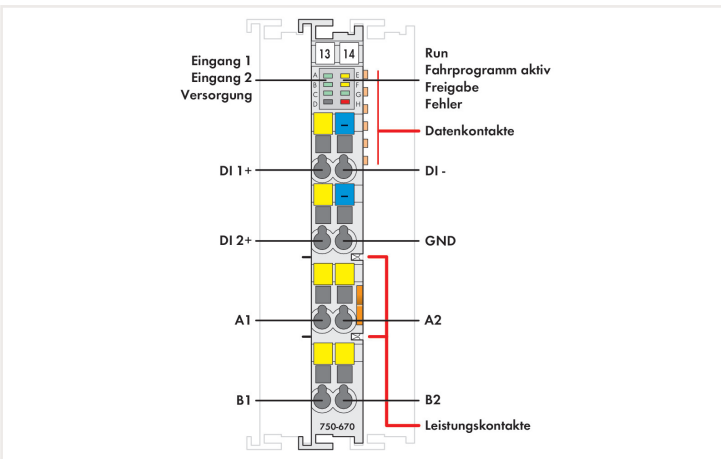 13 14
Eingang 1
Eingang 2
Versorgung
A
B
C
D
E
F
G
H
Run
Fahrprogramm aktiv
Freigabe
Fehler
Datenkontakte
- 
DI 1+
DI -
-
DI 2+
GND
A1
A2
B1
B2
750-670
Leistungskontakte